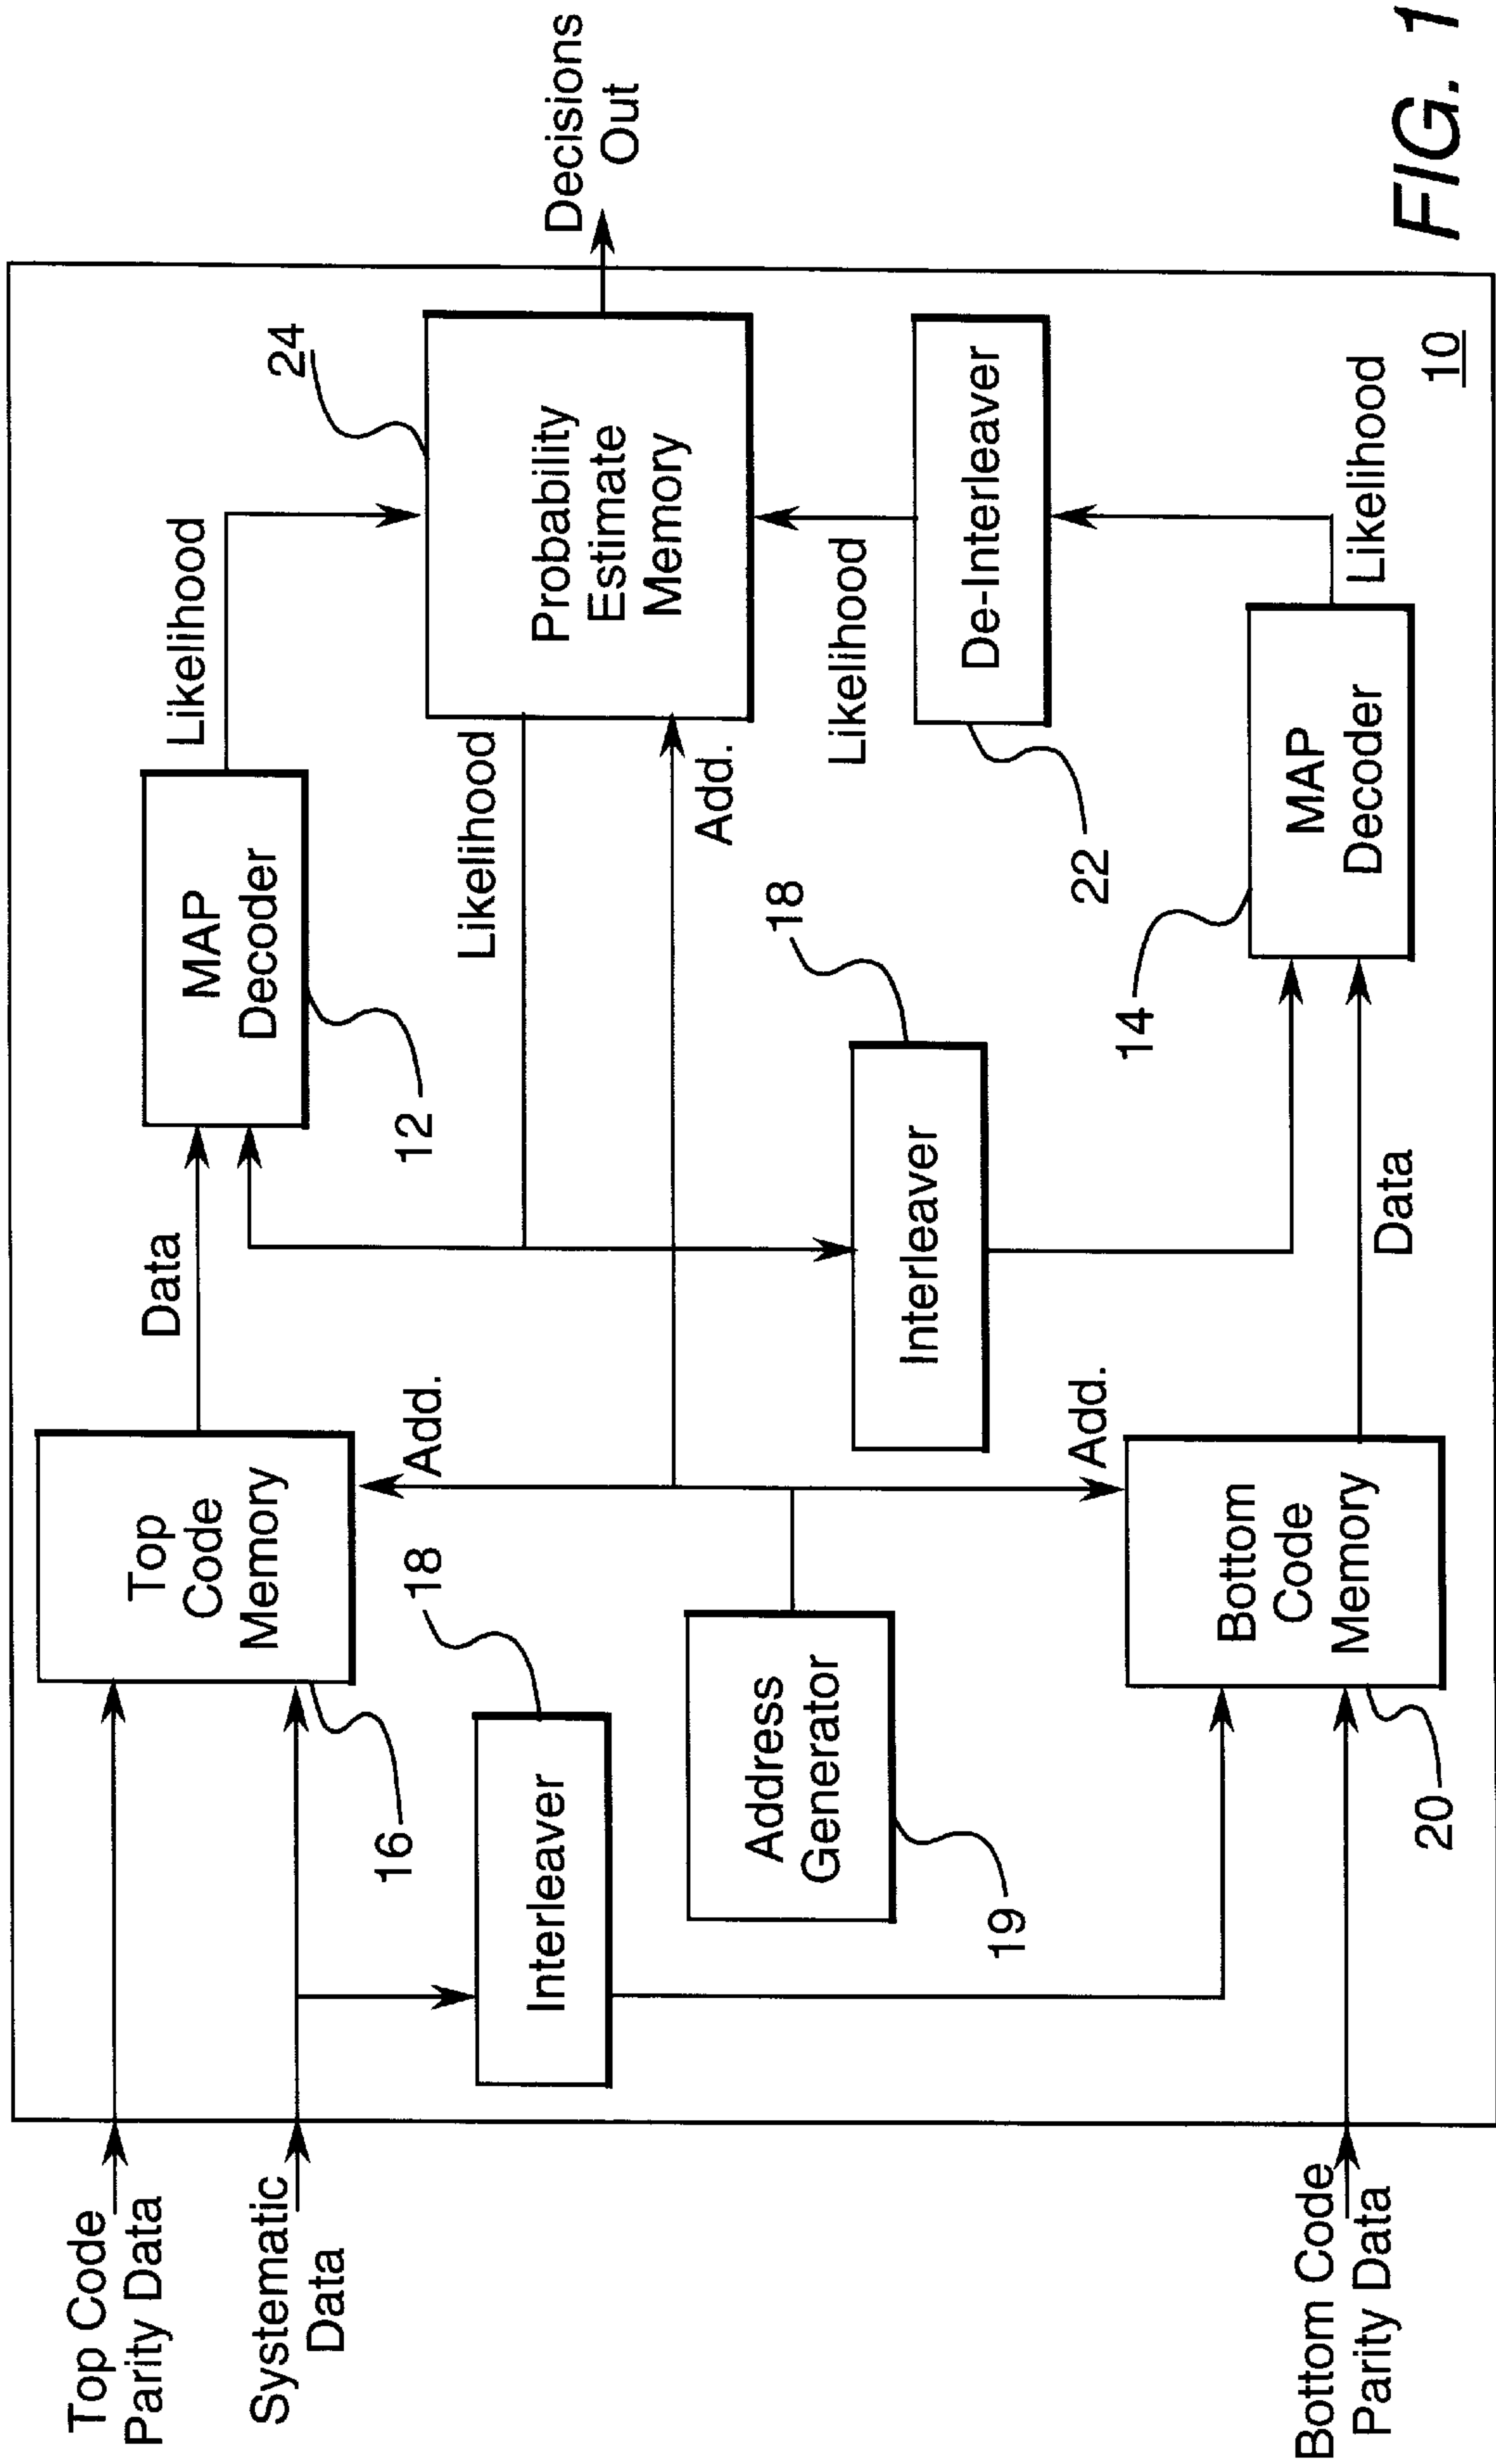 Top Code
Parity Data
Systematic
Data
Bottom Code
Parity Data
Top
Code
Memory
16
Interleaver
18
Address
Generator
19
Bottom
Code
Memory
20
Add.
Add.
Data
Data
MAP
Decoder
12
Likelihood
Likelihood
Add.
Interleaver
18
MAP
Decoder
14
Likelihood
De-Interleaver
22
Likelihood
Probability
Estimate
Memory
24
Decisions
Out
10
FIG. 1